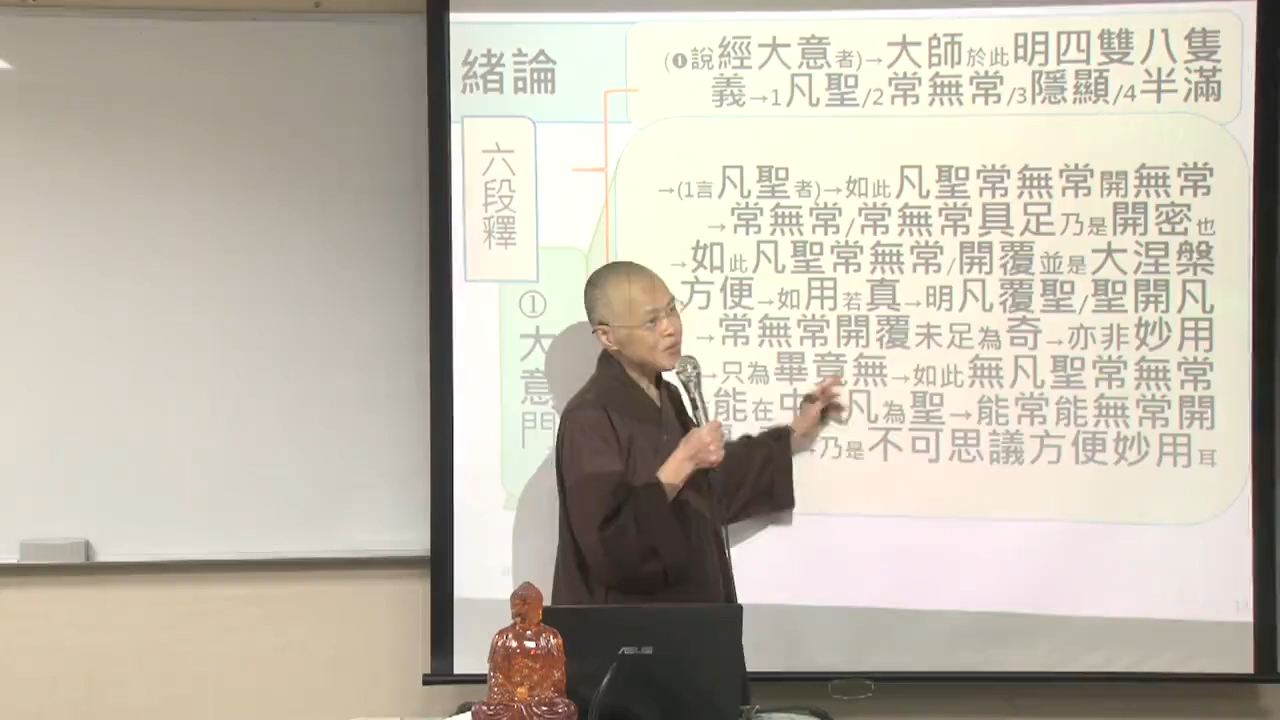 緒論
(❶說經大意者)→大師於此明四雙八隻
義→1凡聖/2常無常/3隱顯/4半滿
六段釋
①大意門
→(1言凡聖者)→如此凡聖常無常開無常
→常無常/常無常具足乃是開密也
→如此凡聖常無常/開覆並是大涅槃
方便→如用若真→明凡覆聖/聖開凡
→常無常開覆未足為奇→亦非妙用
→只為畢竟無→如此無凡聖常無常
能在中 凡為聖→能常能無常開
→乃是不可思議方便妙用耳
ASUS